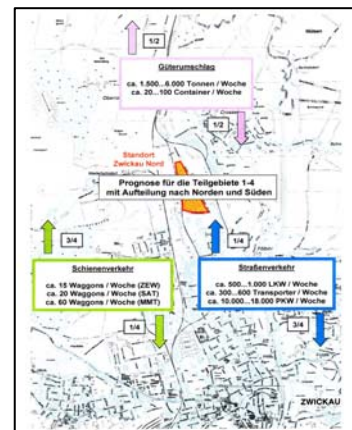 1/2
Güterumschlag
ca. 1.500...6.000 Tonnen / Woche
ca. 20...100 Container / Woche
1/2
Standort
Zwickau Nord
Prognose für die Teilgebiete 1-4
mit Aufteilung nach Norden und Süden
3/4
1/4
Schienenverkehr
ca. 15 Waggons / Woche (ZEW)
ca. 20 Waggons / Woche (SAT)
ca. 60 Waggons / Woche (MMT)
Straßenverkehr
ca. 500...1.000 LKW / Woche
ca. 300...600 Transporter / Woche
ca. 10.000...18.000 PKW / Woche
1/4
3/4
ZWICKAU